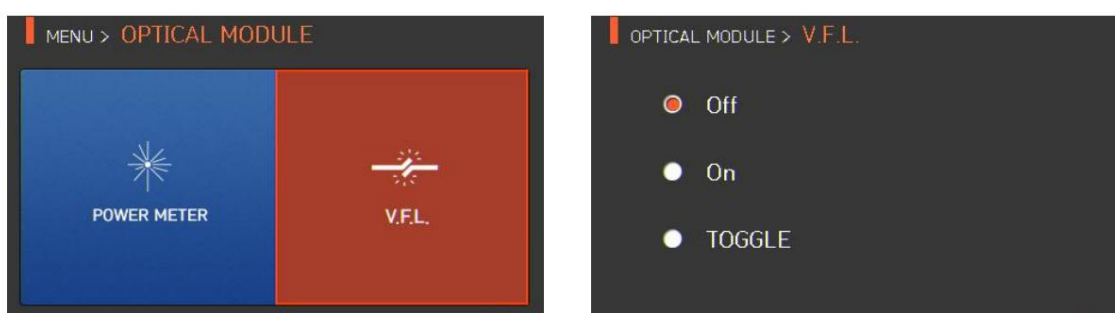 MENU > OPTICAL MODULE
POWER METER
V.F.L.
OPTICAL MODULE > V.F.L.
Off
On
TOGGLE